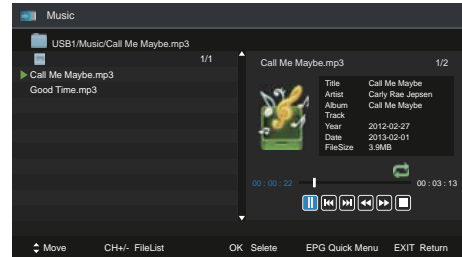 Music
USB1/Music/Call Me Maybe.mp3
1/1
Call Me Maybe.mp3
Good Time.mp3
Call Me Maybe.mp3 1/2
Title Call Me Maybe
Artist Carly Rae Jepsen
Album Call Me Maybe
Track
Year 2012-02-27
Date 2013-02-01
FileSize 3.9MB
00 : 00 : 22 00 : 03 : 13
Move CH+/- FileList OK Selete EPG Quick Menu EXIT Return